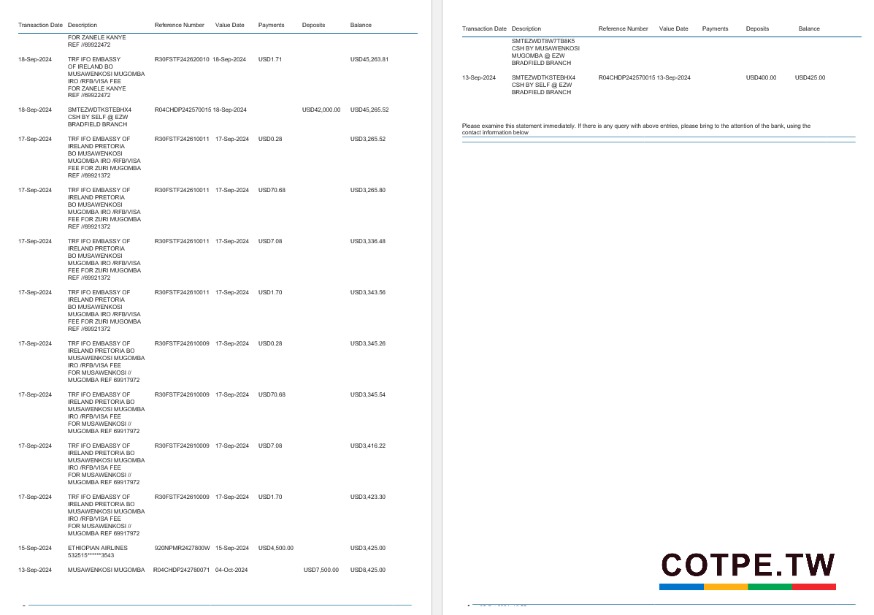 Transaction Date Description Reference Number Value Date Payments Deposits Balance
FOR ZANELE KANYE
REF //69922472
18-Sep-2024 TRF IFO EMBASSY R30FSTF242620010 18-Sep-2024 USD1.71 USD45,263.81
OF IRELAND BO
MUSAWENKOSI MUGOMBA
IRO /RFB/VISA FEE
FOR ZANELE KANYE
REF //69922472
18-Sep-2024 SMTEZWDTKSTEBHX4 R04CHDP242570015 18-Sep-2024 USD42,000.00 USD45,265.52
CSH BY SELF @ EZW
BRADFIELD BRANCH
17-Sep-2024 TRF IFO EMBASSY OF R30FSTF242610011 17-Sep-2024 USD0.28 USD3,265.52
IRELAND PRETORIA
BO MUSAWENKOSI
MUGOMBA IRO /RFB/VISA
FEE FOR ZURI MUGOMBA
REF //69921372
17-Sep-2024 TRF IFO EMBASSY OF R30FSTF242610011 17-Sep-2024 USD70.68 USD3,265.80
IRELAND PRETORIA
BO MUSAWENKOSI
MUGOMBA IRO /RFB/VISA
FEE FOR ZURI MUGOMBA
REF //69921372
17-Sep-2024 TRF IFO EMBASSY OF R30FSTF242610011 17-Sep-2024 USD7.08 USD3,336.48
IRELAND PRETORIA
BO MUSAWENKOSI
MUGOMBA IRO /RFB/VISA
FEE FOR ZURI MUGOMBA
REF //69921372
17-Sep-2024 TRF IFO EMBASSY OF R30FSTF242610011 17-Sep-2024 USD1.70 USD3,343.56
IRELAND PRETORIA
BO MUSAWENKOSI
MUGOMBA IRO /RFB/VISA
FEE FOR ZURI MUGOMBA
REF //69921372
17-Sep-2024 TRF IFO EMBASSY OF R30FSTF242610009 17-Sep-2024 USD0.28 USD3,345.26
IRELAND PRETORIA BO
MUSAWENKOSI MUGOMBA
IRO /RFB/VISA FEE
FOR MUSAWENKOSI //
MUGOMBA REF 69917972
17-Sep-2024 TRF IFO EMBASSY OF R30FSTF242610009 17-Sep-2024 USD70.68 USD3,345.54
IRELAND PRETORIA BO
MUSAWENKOSI MUGOMBA
IRO /RFB/VISA FEE
FOR MUSAWENKOSI //
MUGOMBA REF 69917972
17-Sep-2024 TRF IFO EMBASSY OF R30FSTF242610009 17-Sep-2024 USD7.08 USD3,416.22
IRELAND PRETORIA BO
MUSAWENKOSI MUGOMBA
IRO /RFB/VISA FEE
FOR MUSAWENKOSI //
MUGOMBA REF 69917972
17-Sep-2024 TRF IFO EMBASSY OF R30FSTF242610009 17-Sep-2024 USD1.70 USD3,423.30
IRELAND PRETORIA BO
MUSAWENKOSI MUGOMBA
IRO /RFB/VISA FEE
FOR MUSAWENKOSI //
MUGOMBA REF 69917972
15-Sep-2024 ETHIOPIAN AIRLINES 920NPMR2427800W 15-Sep-2024 USD4,500.00 USD3,425.00
532615******3543
13-Sep-2024 MUSAWENKOSI MUGOMBA R04CHDP242780071 04-Oct-2024 USD7,500.00 USD8,425.00
Transaction Date Description Reference Number Value Date Payments Deposits Balance
SMTEZWDT8W7TB8K5
CSH BY MUSAWENKOSI
MUGOMBA @ EZW
BRADFIELD BRANCH
13-Sep-2024 SMTEZWDTKSTEBHX4 R04CHDP242570015 13-Sep-2024 USD400.00 USD425.00
CSH BY SELF @ EZW
BRADFIELD BRANCH
Please examine this statement immediately. If there is any query with above entries, please bring to the attention of the bank, using the
contact information below
COTPE.TW